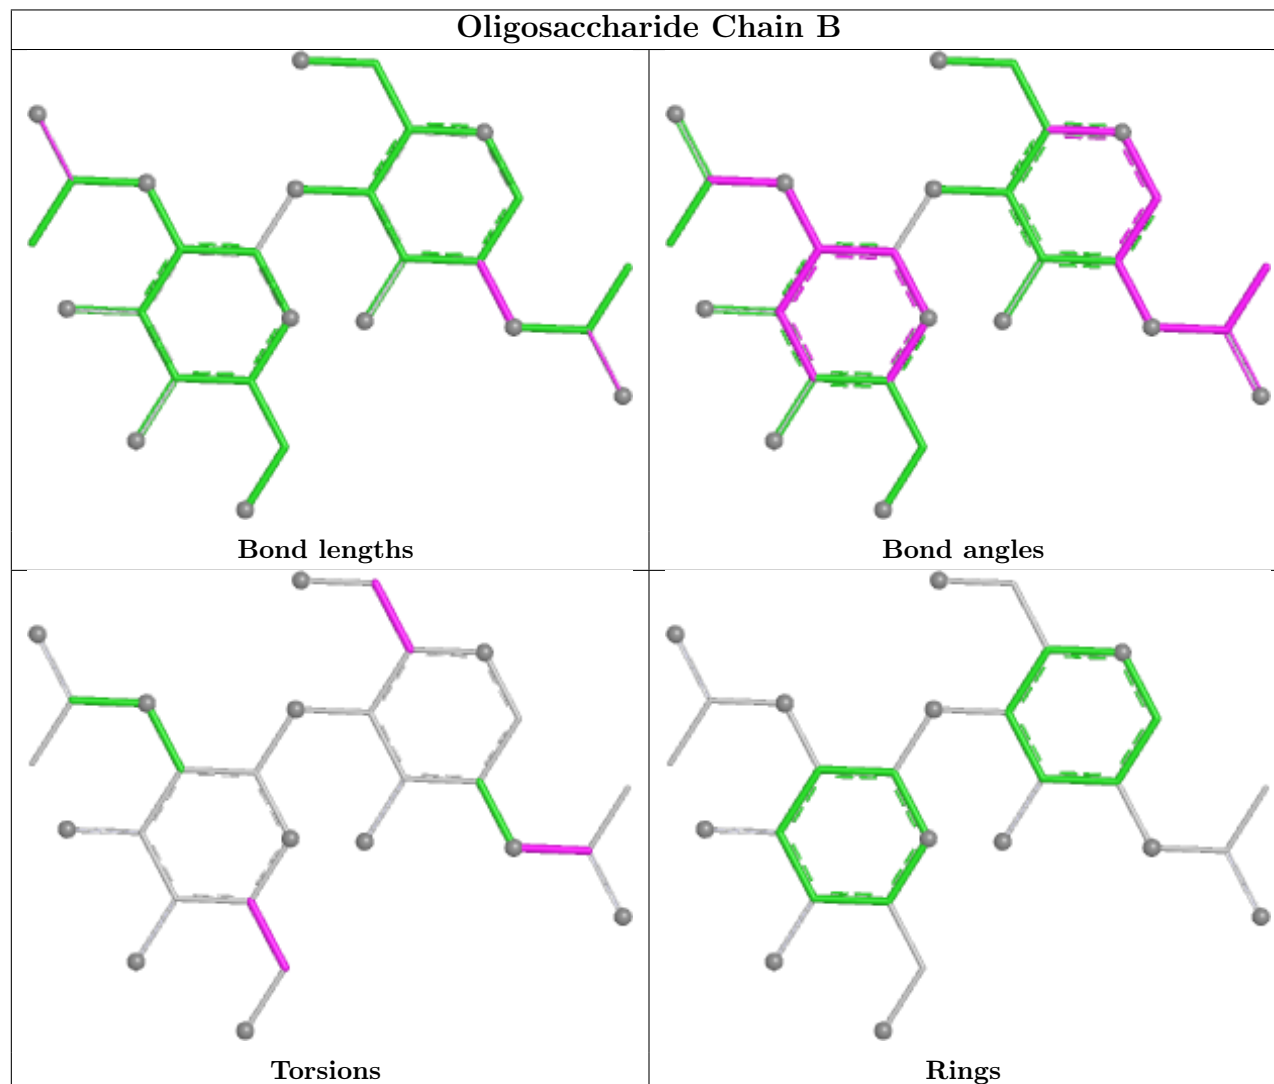 Oligosaccharide Chain B
Bond lengths
Bond angles
Torsions
Rings